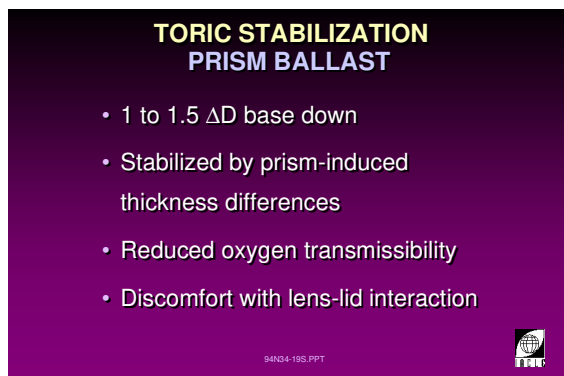 TORIC STABILIZATION
PRISM BALLAST
• 1 to 1.5 ∆D base down
• Stabilized by prism-induced
thickness differences
• Reduced oxygen transmissibility
• Discomfort with lens-lid interaction
94N34-19S.PPT
IACLE